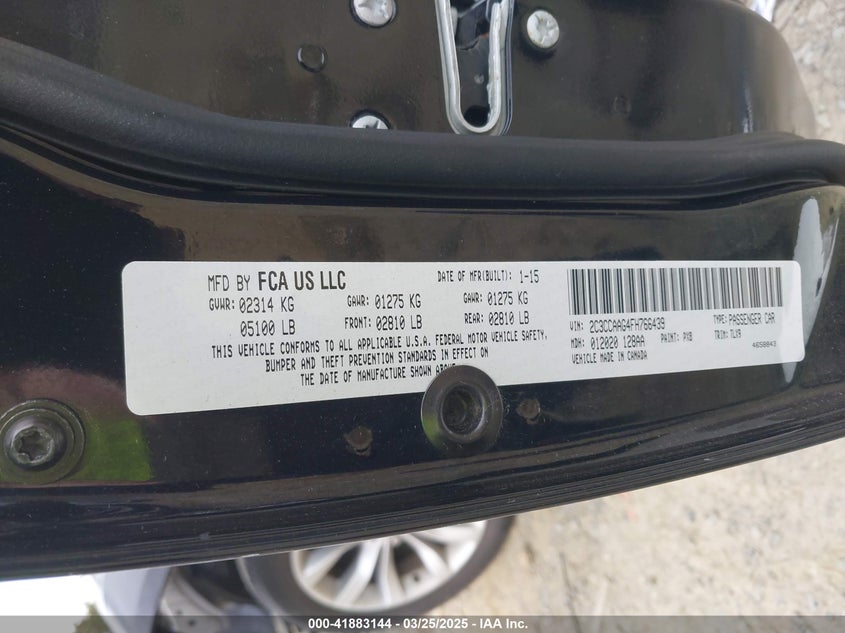 MFD BY FCA US LLC DATE OF MFR(BUILT): 1-15
GVWR: 02314 KG GAWR: 01275 KG GAWR: 01275 KG
05100 LB FRONT: 02810 LB REAR: 02810 LB
THIS VEHICLE CONFORMS TO ALL APPLICABLE U.S.A. FEDERAL MOTOR VEHICLE SAFETY,
BUMPER AND THEFT PREVENTION STANDARDS IN EFFECT ON
THE DATE OF MANUFACTURE SHOWN ABOVE
VIN: 2C3CCAAG4FH766439 TYPE: PASSENGER CAR
MDH: 012020 128AA PAINT: PX8 TRIM: TLX9
VEHICLE MADE IN CANADA 4658843
000-41883144 - 03/25/2025 - IAA Inc.